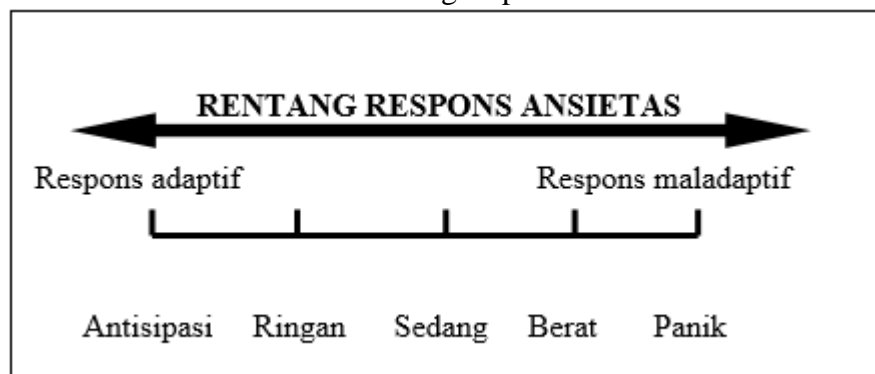 RENTANG RESPONS ANSIETAS
Respons adaptif Respons maladaptif
Antisipasi Ringan Sedang Berat Panik